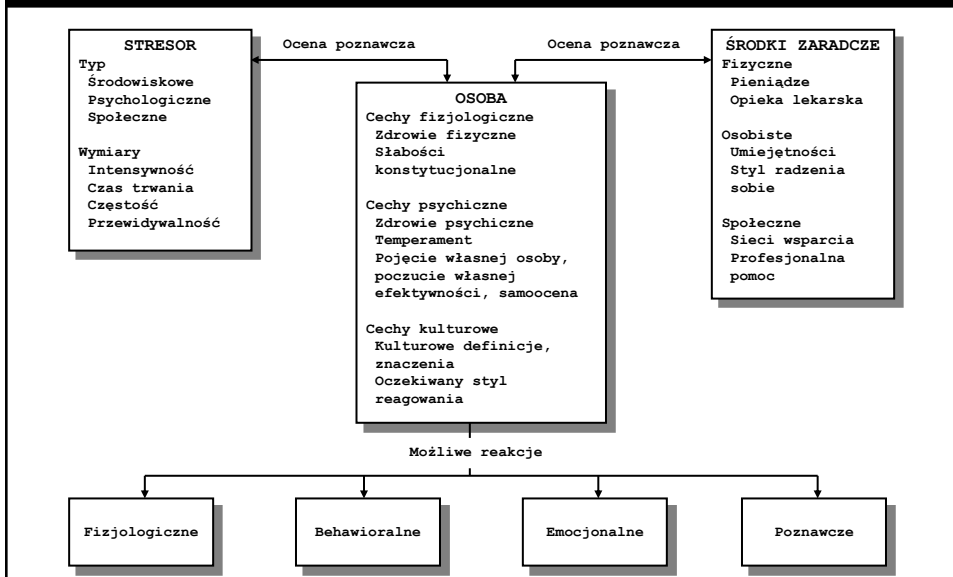 STRESOR
Typ
Środowiskowe
Psychologiczne
Społeczne
Wymiary
Intensywność
Czas trwania
Częstość
Przewidywalność
Ocena poznawcza
Ocena poznawcza
OSOBA
Cechy fizjologiczne
Zdrowie fizyczne
Słabości
konstytucjonalne
Cechy psychiczne
Zdrowie psychiczne
Temperament
Pojęcie własnej osoby,
poczucie własnej
efektywności, samoocena
Cechy kulturowe
Kulturowe definicje,
znaczenia
Oczekiwany styl
reagowania
ŚRODKI ZARADCZE
Fizyczne
Pieniądze
Opieka lekarska
Osobiste
Umiejętności
Styl radzenia
sobie
Społeczne
Sieci wsparcia
Profesjonalna
pomoc
Możliwe reakcje
Fizjologiczne
Behawioralne
Emocjonalne
Poznawcze